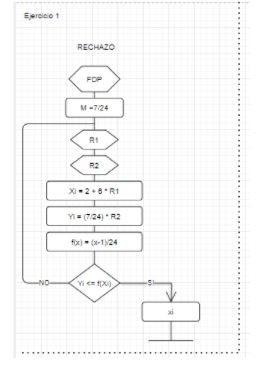 Ejercicio 1
RECHAZO
FDP
M =7/24
R1
R2
Xi = 2 + 6 * R1
Yi = (7/24) * R2
f(x) = (x-1)/24
NO
Yi <= f(Xi)
SI
xi